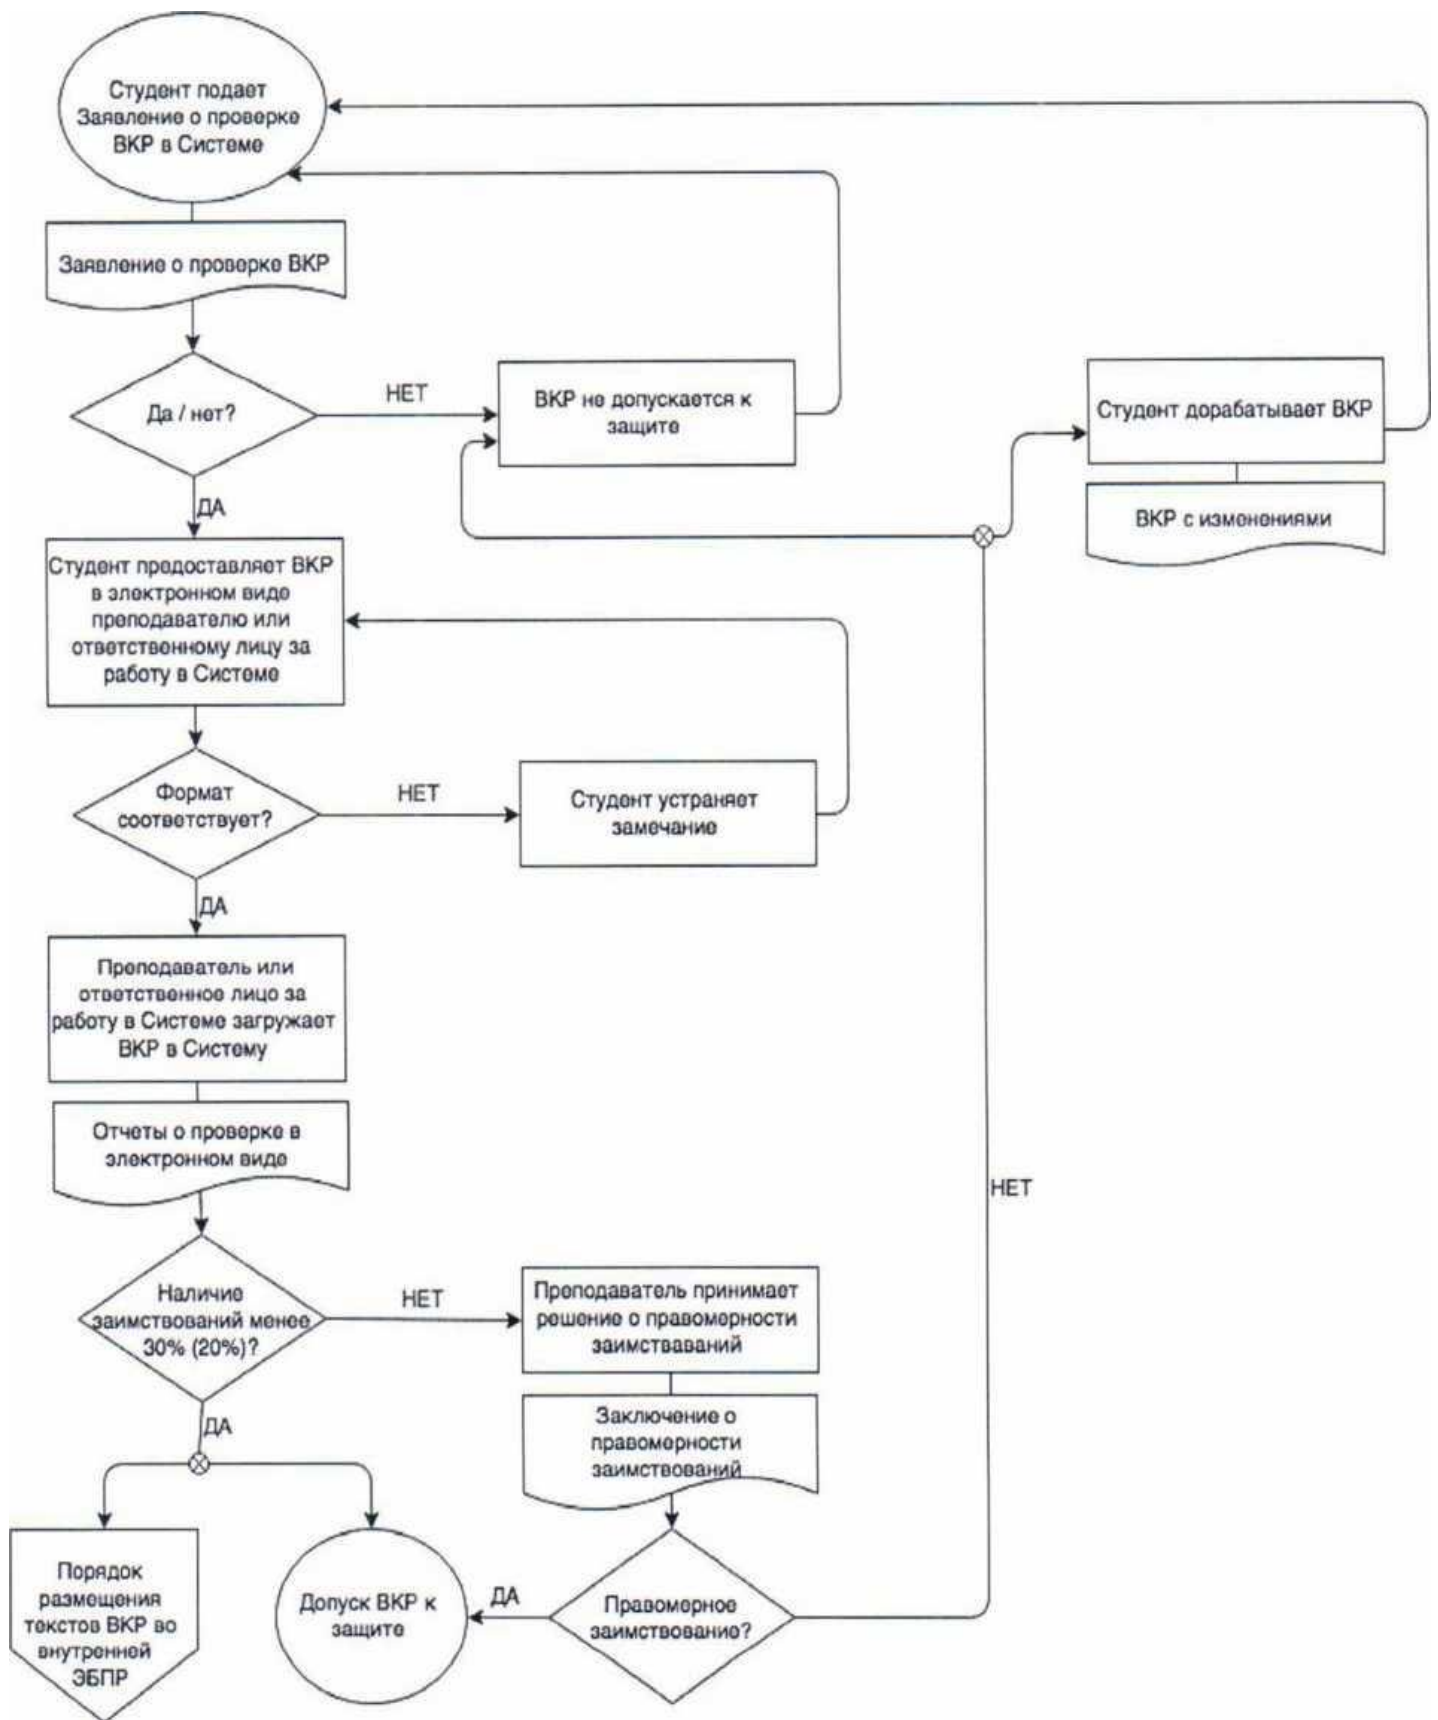 Студент подает
Заявление о проверке
ВКР в Системе
Заявление о проверке ВКР
Да / нет?
НЕТ
ВКР не допускается к
защите
Студент дорабатывает ВКР
ВКР с изменениями
ДА
Студент предоставляет ВКР
в электронном виде
преподавателю или
ответственному лицу за
работу в Системе
Формат
соответствует?
НЕТ
Студент устраняет
замечание
ДА
Преподаватель или
ответственное лицо за
работу в Системе загружает
ВКР в Систему
Отчеты о проверке в
электронном виде
НЕТ
Наличие
заимствований менее
30% (20%)?
НЕТ
Преподаватель принимает
решение о правомерности
заимстваваний
Заключение о
правомерности
заимствований
ДА
Порядок
размещения
текстов ВКР во
внутренней
ЭБПР
Допуск ВКР к
защите
ДА
Правомерное
заимствование?